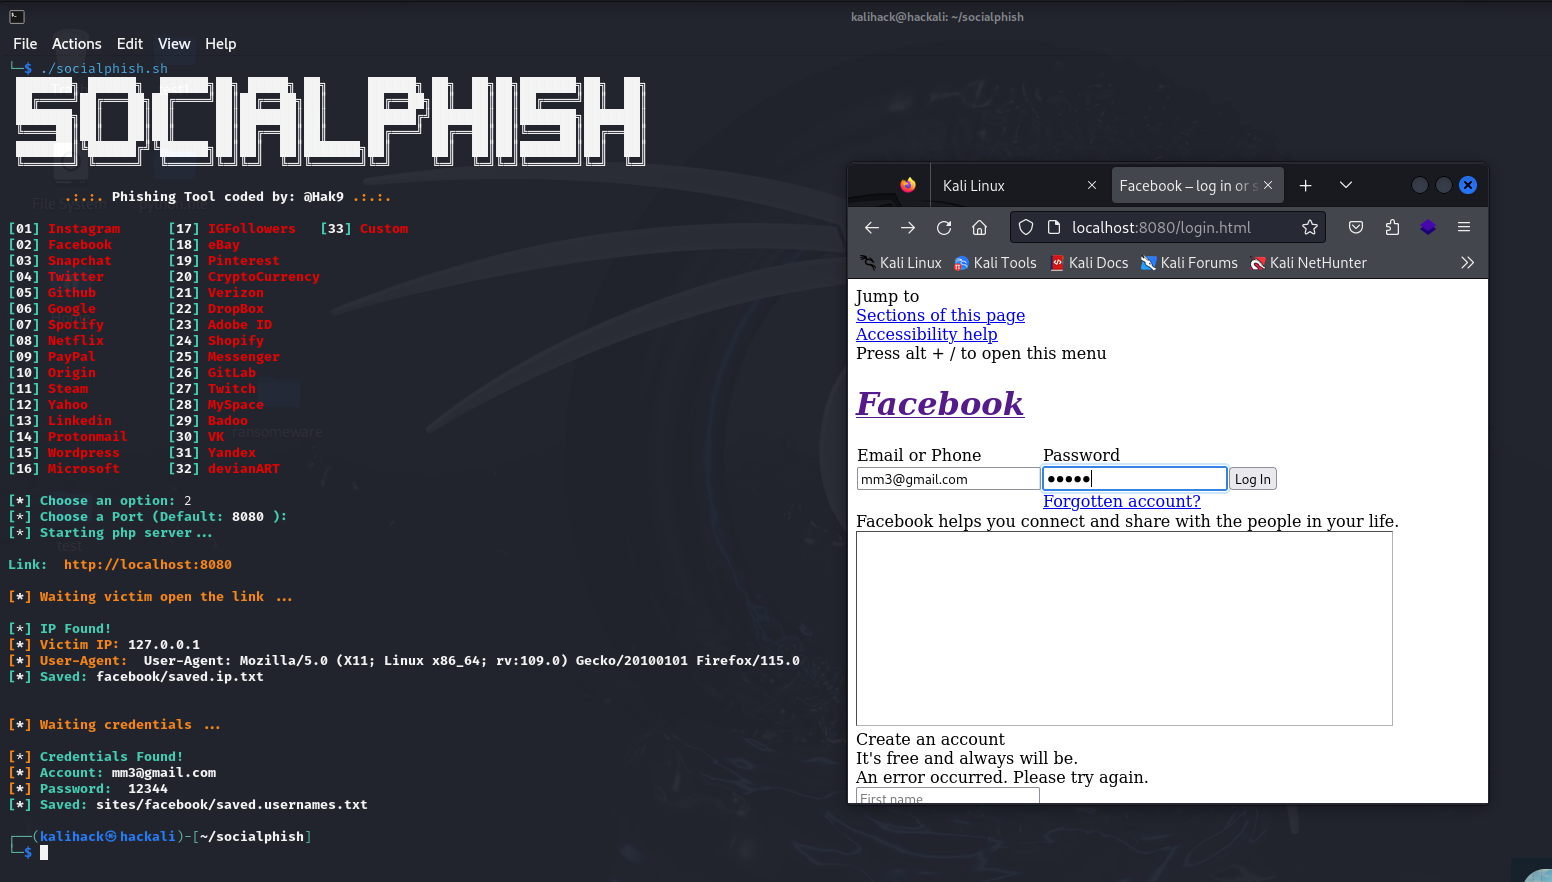 kalihack@hackali: ~/socialphish
File Actions Edit View Help
└─$ ./socialphish.sh
SOCIALPHISH
.:.:. Phishing Tool coded by: @Hak9 .:.:.
[01] Instagram [17] IGFollowers [33] Custom
[02] Facebook [18] eBay
[03] Snapchat [19] Pinterest
[04] Twitter [20] CryptoCurrency
[05] Github [21] Verizon
[06] Google [22] DropBox
[07] Spotify [23] Adobe ID
[08] Netflix [24] Shopify
[09] PayPal [25] Messenger
[10] Origin [26] GitLab
[11] Steam [27] Twitch
[12] Yahoo [28] MySpace
[13] Linkedin [29] Badoo
[14] Protonmail [30] VK
[15] Wordpress [31] Yandex
[16] Microsoft [32] devianART
[*] Choose an option: 2
[*] Choose a Port (Default: 8080 ):
[*] Starting php server...
Link: http://localhost:8080
[*] Waiting victim open the link ...
[*] IP Found!
[*] Victim IP: 127.0.0.1
[*] User-Agent: User-Agent: Mozilla/5.0 (X11; Linux x86_64; rv:109.0) Gecko/20100101 Firefox/115.0
[*] Saved: facebook/saved.ip.txt
[*] Waiting credentials ...
[*] Credentials Found!
[*] Account: mm3@gmail.com
[*] Password: 12344
[*] Saved: sites/facebook/saved.usernames.txt
┌──(kalihack㉿hackali)-[~/socialphish]
└─$
File System
ransomeware
test
Kali Linux × Facebook – log in or s ×
localhost:8080/login.html
Kali Linux Kali Tools Kali Docs Kali Forums Kali NetHunter
Jump to
Sections of this page
Accessibility help
Press alt + / to open this menu
Facebook
Email or Phone Password
mm3@gmail.com ●●●●● Log In
Forgotten account?
Facebook helps you connect and share with the people in your life.
Create an account
It's free and always will be.
An error occurred. Please try again.
First name